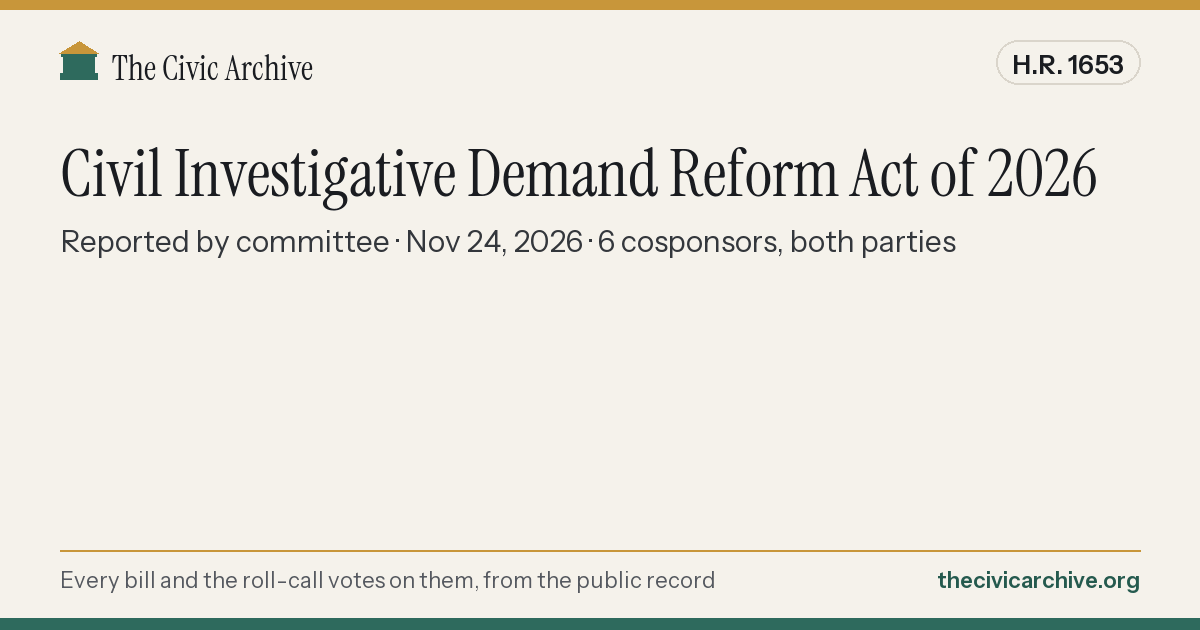 The Civic Archive
H.R. 1653
Civil Investigative Demand Reform Act of 2026
Reported by committee · Nov 24, 2026 · 6 cosponsors, both parties
Every bill and the roll-call votes on them, from the public record
thecivicarchive.org